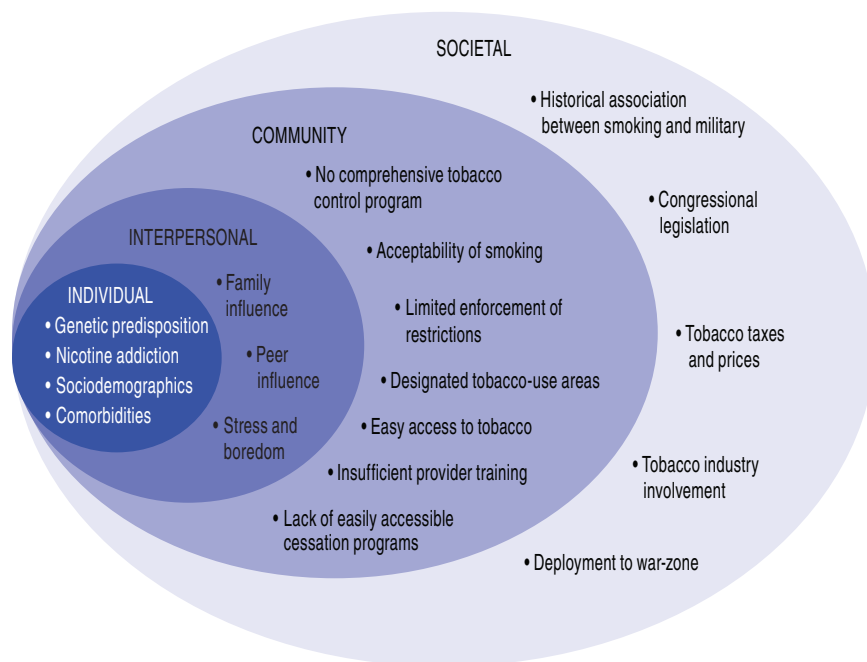 SOCIETAL
• Historical association
between smoking and military
• Congressional
legislation
• Tobacco taxes
and prices
• Tobacco industry
involvement
• Deployment to war-zone
COMMUNITY
• No comprehensive tobacco
control program
• Acceptability of smoking
• Limited enforcement of
restrictions
• Designated tobacco-use areas
• Easy access to tobacco
• Insufficient provider training
• Lack of easily accessible
cessation programs
INTERPERSONAL
• Family
influence
• Peer
influence
• Stress and
boredom
INDIVIDUAL
• Genetic predisposition
• Nicotine addiction
• Sociodemographics
• Comorbidities